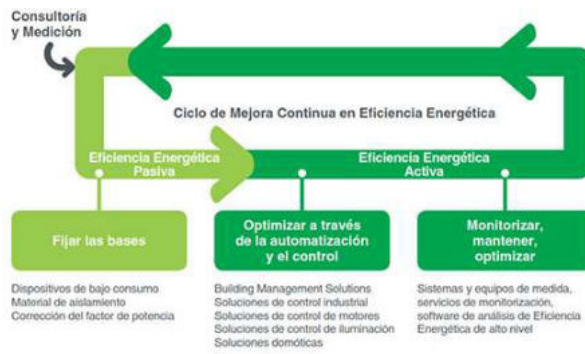 Consultoría
y Medición
Ciclo de Mejora Continua en Eficiencia Energética
Eficiencia Energética
Pasiva
Eficiencia Energética
Activa
Fijar las bases
Optimizar a través
de la automatización
y el control
Monitorizar,
mantener,
optimizar
Dispositivos de bajo consumo
Material de aislamiento
Corrección del factor de potencia
Building Management Solutions
Soluciones de control industrial
Soluciones de control de motores
Soluciones de control de iluminación
Soluciones domóticas
Sistemas y equipos de medida,
servicios de monitorización,
software de análisis de Eficiencia
Energética de alto nivel